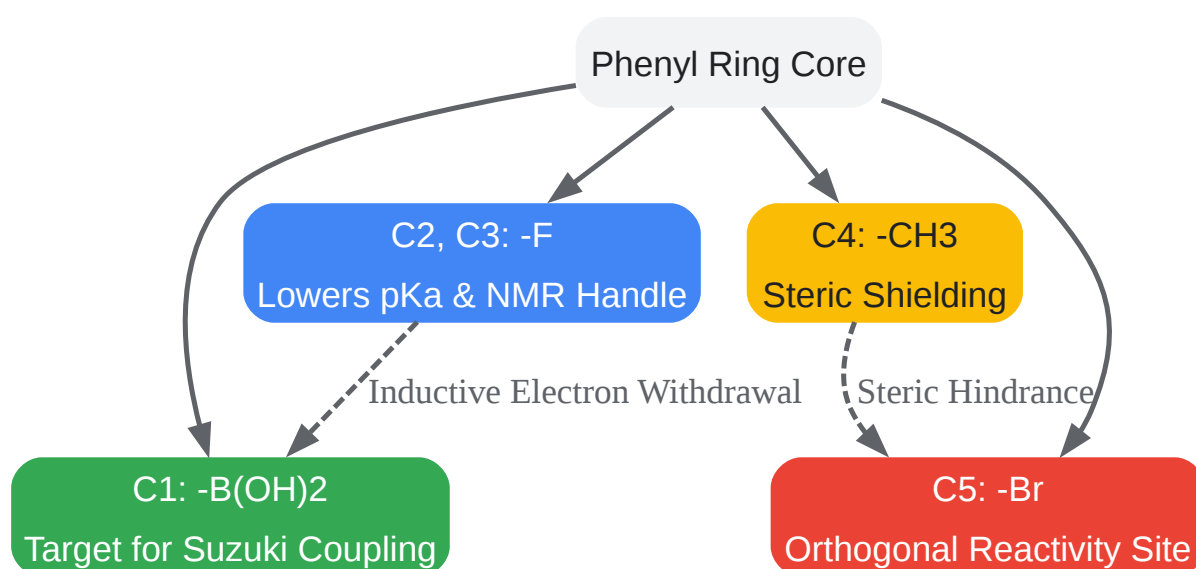 Phenyl Ring Core
C2, C3: -F
Lowers pKa & NMR Handle
C4: -CH3
Steric Shielding
Inductive Electron Withdrawal
Steric Hindrance
C1: -B(OH)2
Target for Suzuki Coupling
C5: -Br
Orthogonal Reactivity Site